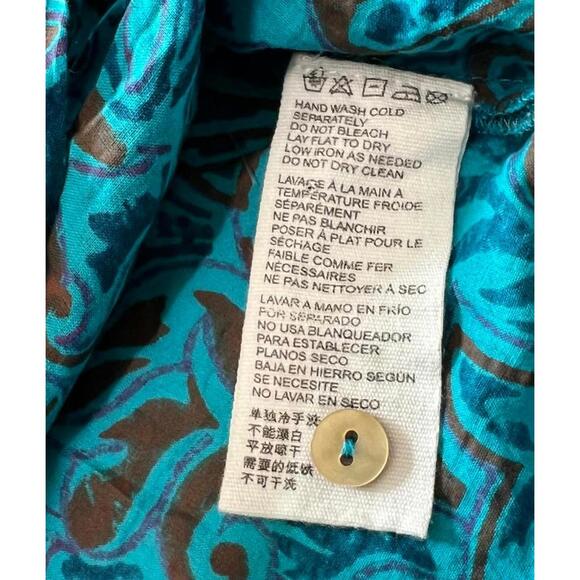 HAND WASH COLD
SEPARATELY
DO NOT BLEACH
LAY FLAT TO DRY
LOW IRON AS NEEDED
DO NOT DRY CLEAN
LAVAGE À LA MAIN A
TEMPÉRATURE FROIDE
SÉPARÉMENT
NE PAS BLANCHIR
POSER À PLAT POUR LE
SÉCHAGE
FAIBLE COMME FER
NÉCESSAIRES
NE PAS NETTOYER A SEC
LAVAR A MANO EN FRÍO
POR SEPARADO
NO USA BLANQUEADOR
PARA ESTABLECER
PLANOS SECO
BAJA EN HIERRO SEGÚN
SE NECESITE
NO LAVAR EN SECO
单独冷手洗
不能漂白
平放晾干
需要的低铁
不可干洗